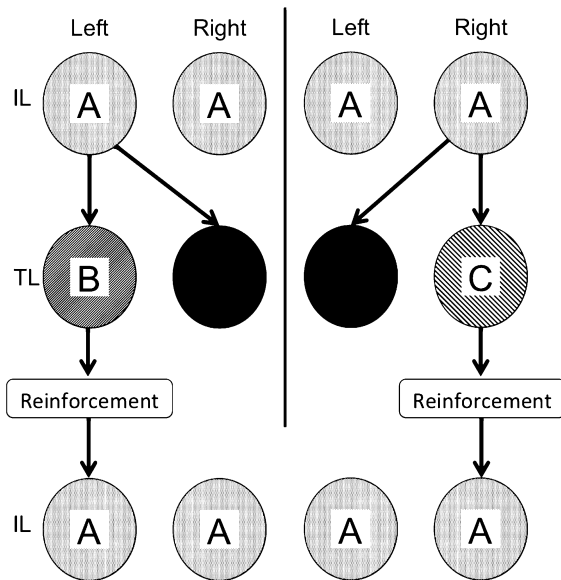 Left Right Left Right
IL A A A A
TL B C
Reinforcement Reinforcement
IL A A A A